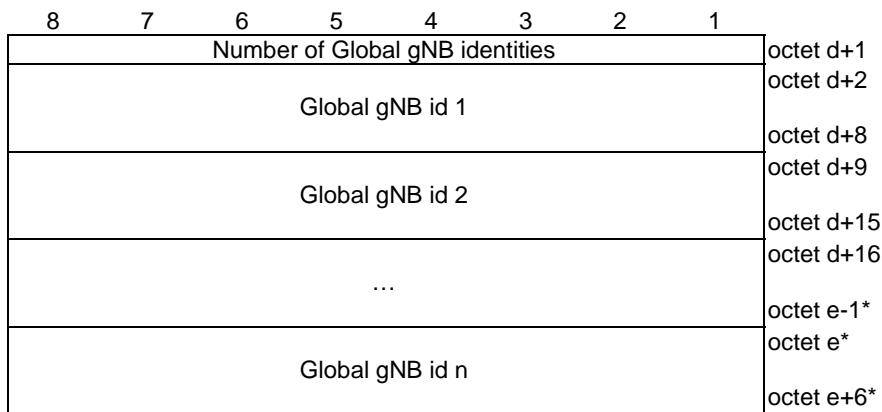 8 7 6 5 4 3 2 1
Number of Global gNB identities octet d+1
octet d+2
Global gNB id 1
octet d+8
octet d+9
Global gNB id 2
octet d+15
octet d+16
…
octet e-1*
octet e*
Global gNB id n
octet e+6*